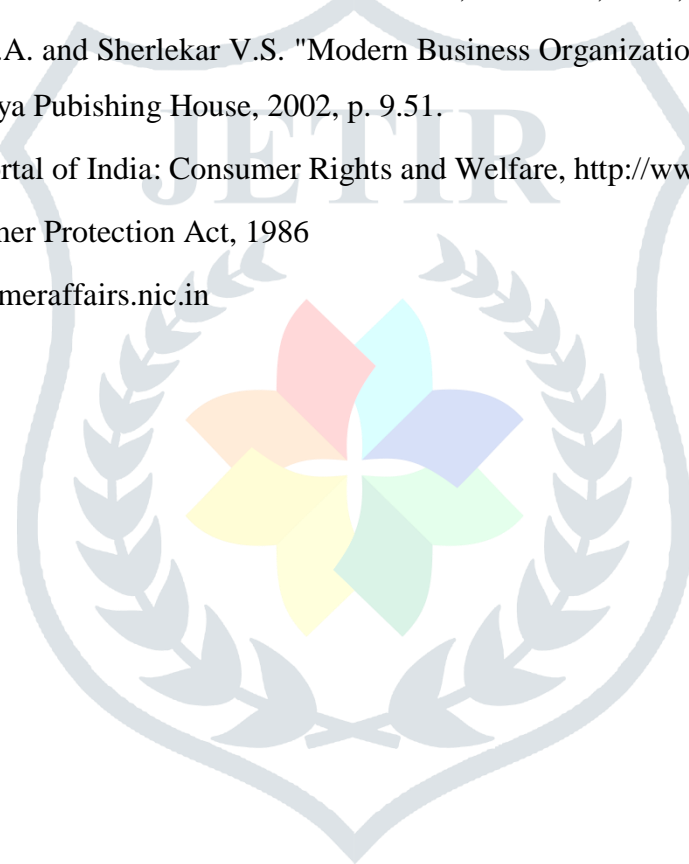 .A. and Sherlekar V.S. "Modern Business Organizatio
ya Pubishing House, 2002, p. 9.51.
JETIR
rtal of India: Consumer Rights and Welfare, http://ww
ner Protection Act, 1986
meraffairs.nic.in